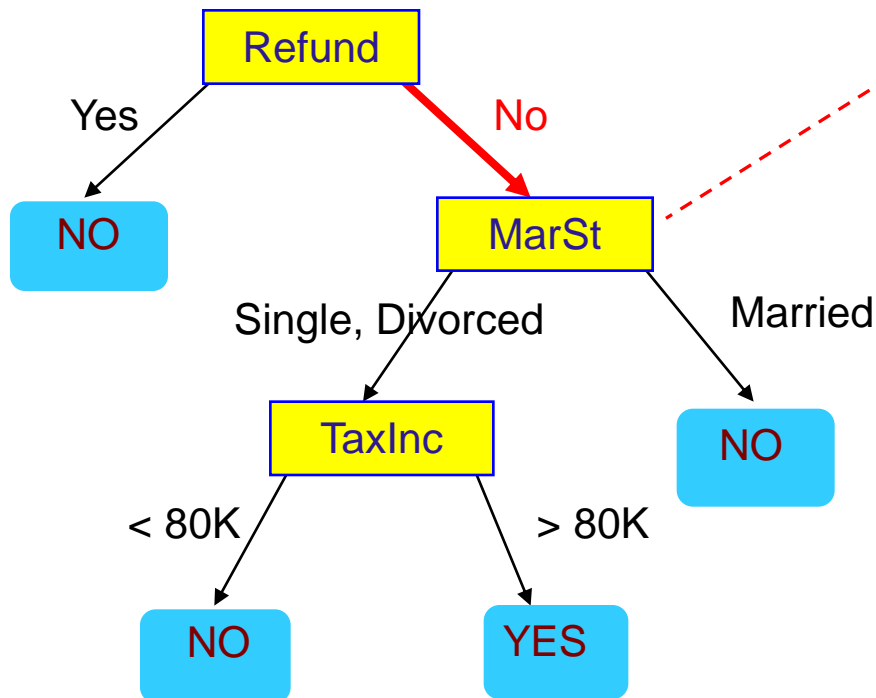 Refund
Yes
No
NO
MarSt
Single, Divorced
Married
TaxInc
NO
< 80K
> 80K
NO
YES